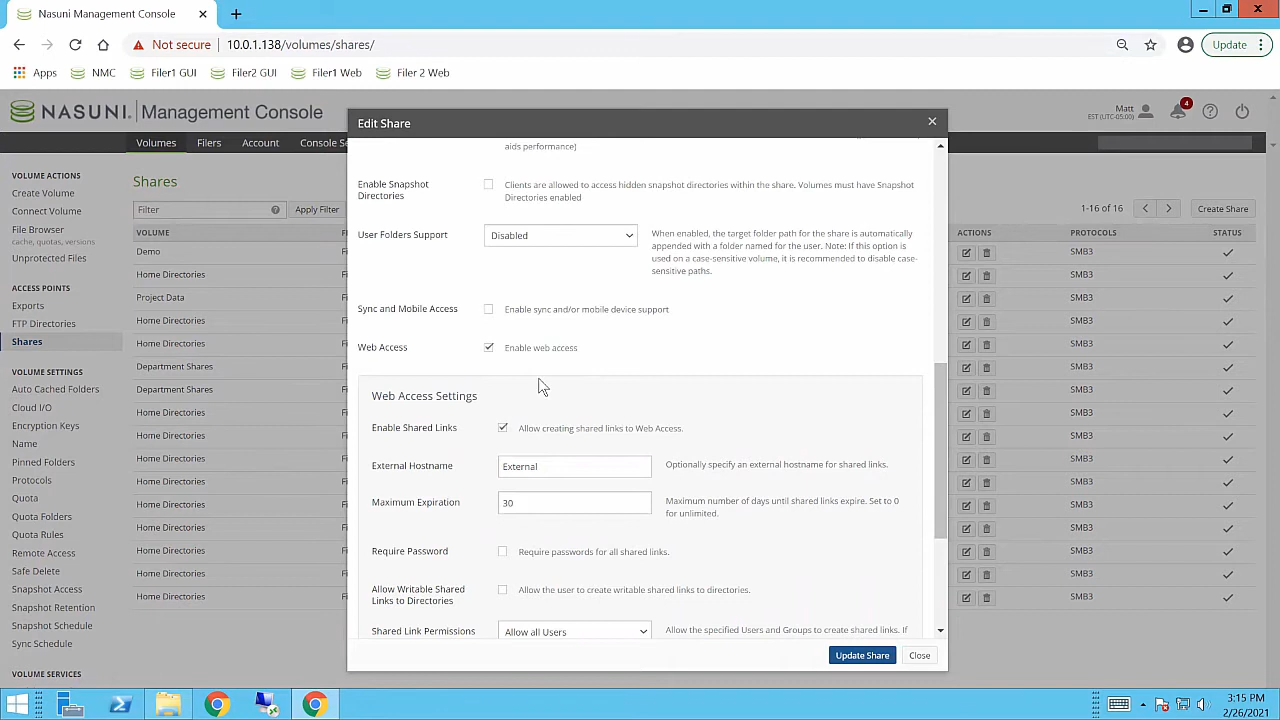 Nasuni Management Console
Update
Not secure
10.0.1.138/volumes/shares/
Apps
NMC
Filer1 GUI
Filer2 GUI
Filer1 Web
Filer 2 Web
NASUNI Management Console
Matt
EST (UTC-05:00)
4
Volumes
Filers
Account
Console Se
VOLUME ACTIONS
Create Volume
Connect Volume
File Browser
cache, quotas, versions
Unprotected Files
ACCESS POINTS
Exports
FTP Directories
Shares
VOLUME SETTINGS
Auto Cached Folders
Cloud I/O
Encryption Keys
Name
Pinned Folders
Protocols
Quota
Quota Folders
Quota Rules
Remote Access
Safe Delete
Snapshot Access
Snapshot Retention
Snapshot Schedule
Sync Schedule
VOLUME SERVICES
Shares
Filter
Apply Filter
1-16 of 16
Create Share
VOLUME
FI
ACTIONS
PROTOCOLS
STATUS
Demo
SMB3
Home Directories
SMB3
Project Data
SMB3
Home Directories
SMB3
Home Directories
SMB3
Department Shares
SMB3
Department Shares
SMB3
Home Directories
SMB3
Home Directories
SMB3
Home Directories
SMB3
Home Directories
SMB3
Home Directories
SMB3
Home Directories
SMB3
Home Directories
SMB3
Home Directories
SMB3
Home Directories
SMB3
Edit Share
aids performance)
Enable Snapshot
Directories
Clients are allowed to access hidden snapshot directories within the share. Volumes must have Snapshot
Directories enabled
User Folders Support
Disabled
When enabled, the target folder path for the share is automatically
appended with a folder named for the user. Note: If this option is
used on a case-sensitive volume, it is recommended to disable case-
sensitive paths.
Sync and Mobile Access
Enable sync and/or mobile device support
Web Access
Enable web access
Web Access Settings
Enable Shared Links
Allow creating shared links to Web Access.
External Hostname
External
Optionally specify an external hostname for shared links.
Maximum Expiration
30
Maximum number of days until shared links expire. Set to 0
for unlimited.
Require Password
Require passwords for all shared links.
Allow Writable Shared
Links to Directories
Allow the user to create writable shared links to directories.
Shared Link Permissions
Allow all Users
Allow the specified Users and Groups to create shared links. If
Update Share
Close
3:15 PM
2/26/2021